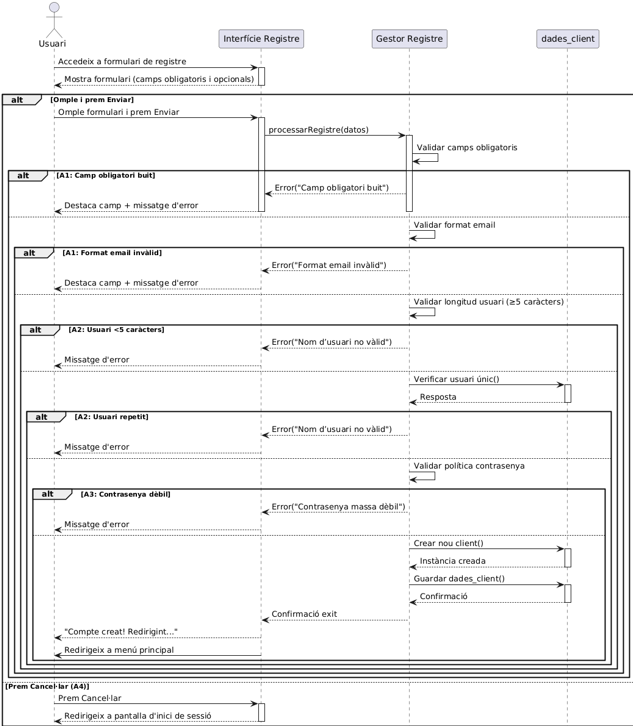 Usuari
Interfície Registre
Gestor Registre
dades_client
Accedeix a formulari de registre
Mostra formulari (camps obligatoris i opcionals)
alt [Omple i prem Enviar]
Omple formulari i prem Enviar
processarRegistre(datos)
Validar camps obligatoris
alt [A1: Camp obligatori buit]
Error("Camp obligatori buit")
Destaca camp + missatge d'error
Validar format email
alt [A1: Format email invàlid]
Error("Format email invàlid")
Destaca camp + missatge d'error
Validar longitud usuari (≥5 caràcters)
alt [A2: Usuari <5 caràcters]
Error("Nom d'usuari no vàlid")
Missatge d'error
Verificar usuari únic()
Resposta
alt [A2: Usuari repetit]
Error("Nom d'usuari no vàlid")
Missatge d'error
Validar política contrasenya
alt [A3: Contrasenya dèbil]
Error("Contrasenya massa dèbil")
Missatge d'error
Crear nou client()
Instància creada
Guardar dades_client()
Confirmació
Confirmació exit
"Compte creat! Redirigint..."
Redirigeix a menú principal
[Prem Cancel·lar (A4)]
Prem Cancel·lar
Redirigeix a pantalla d'inici de sessió